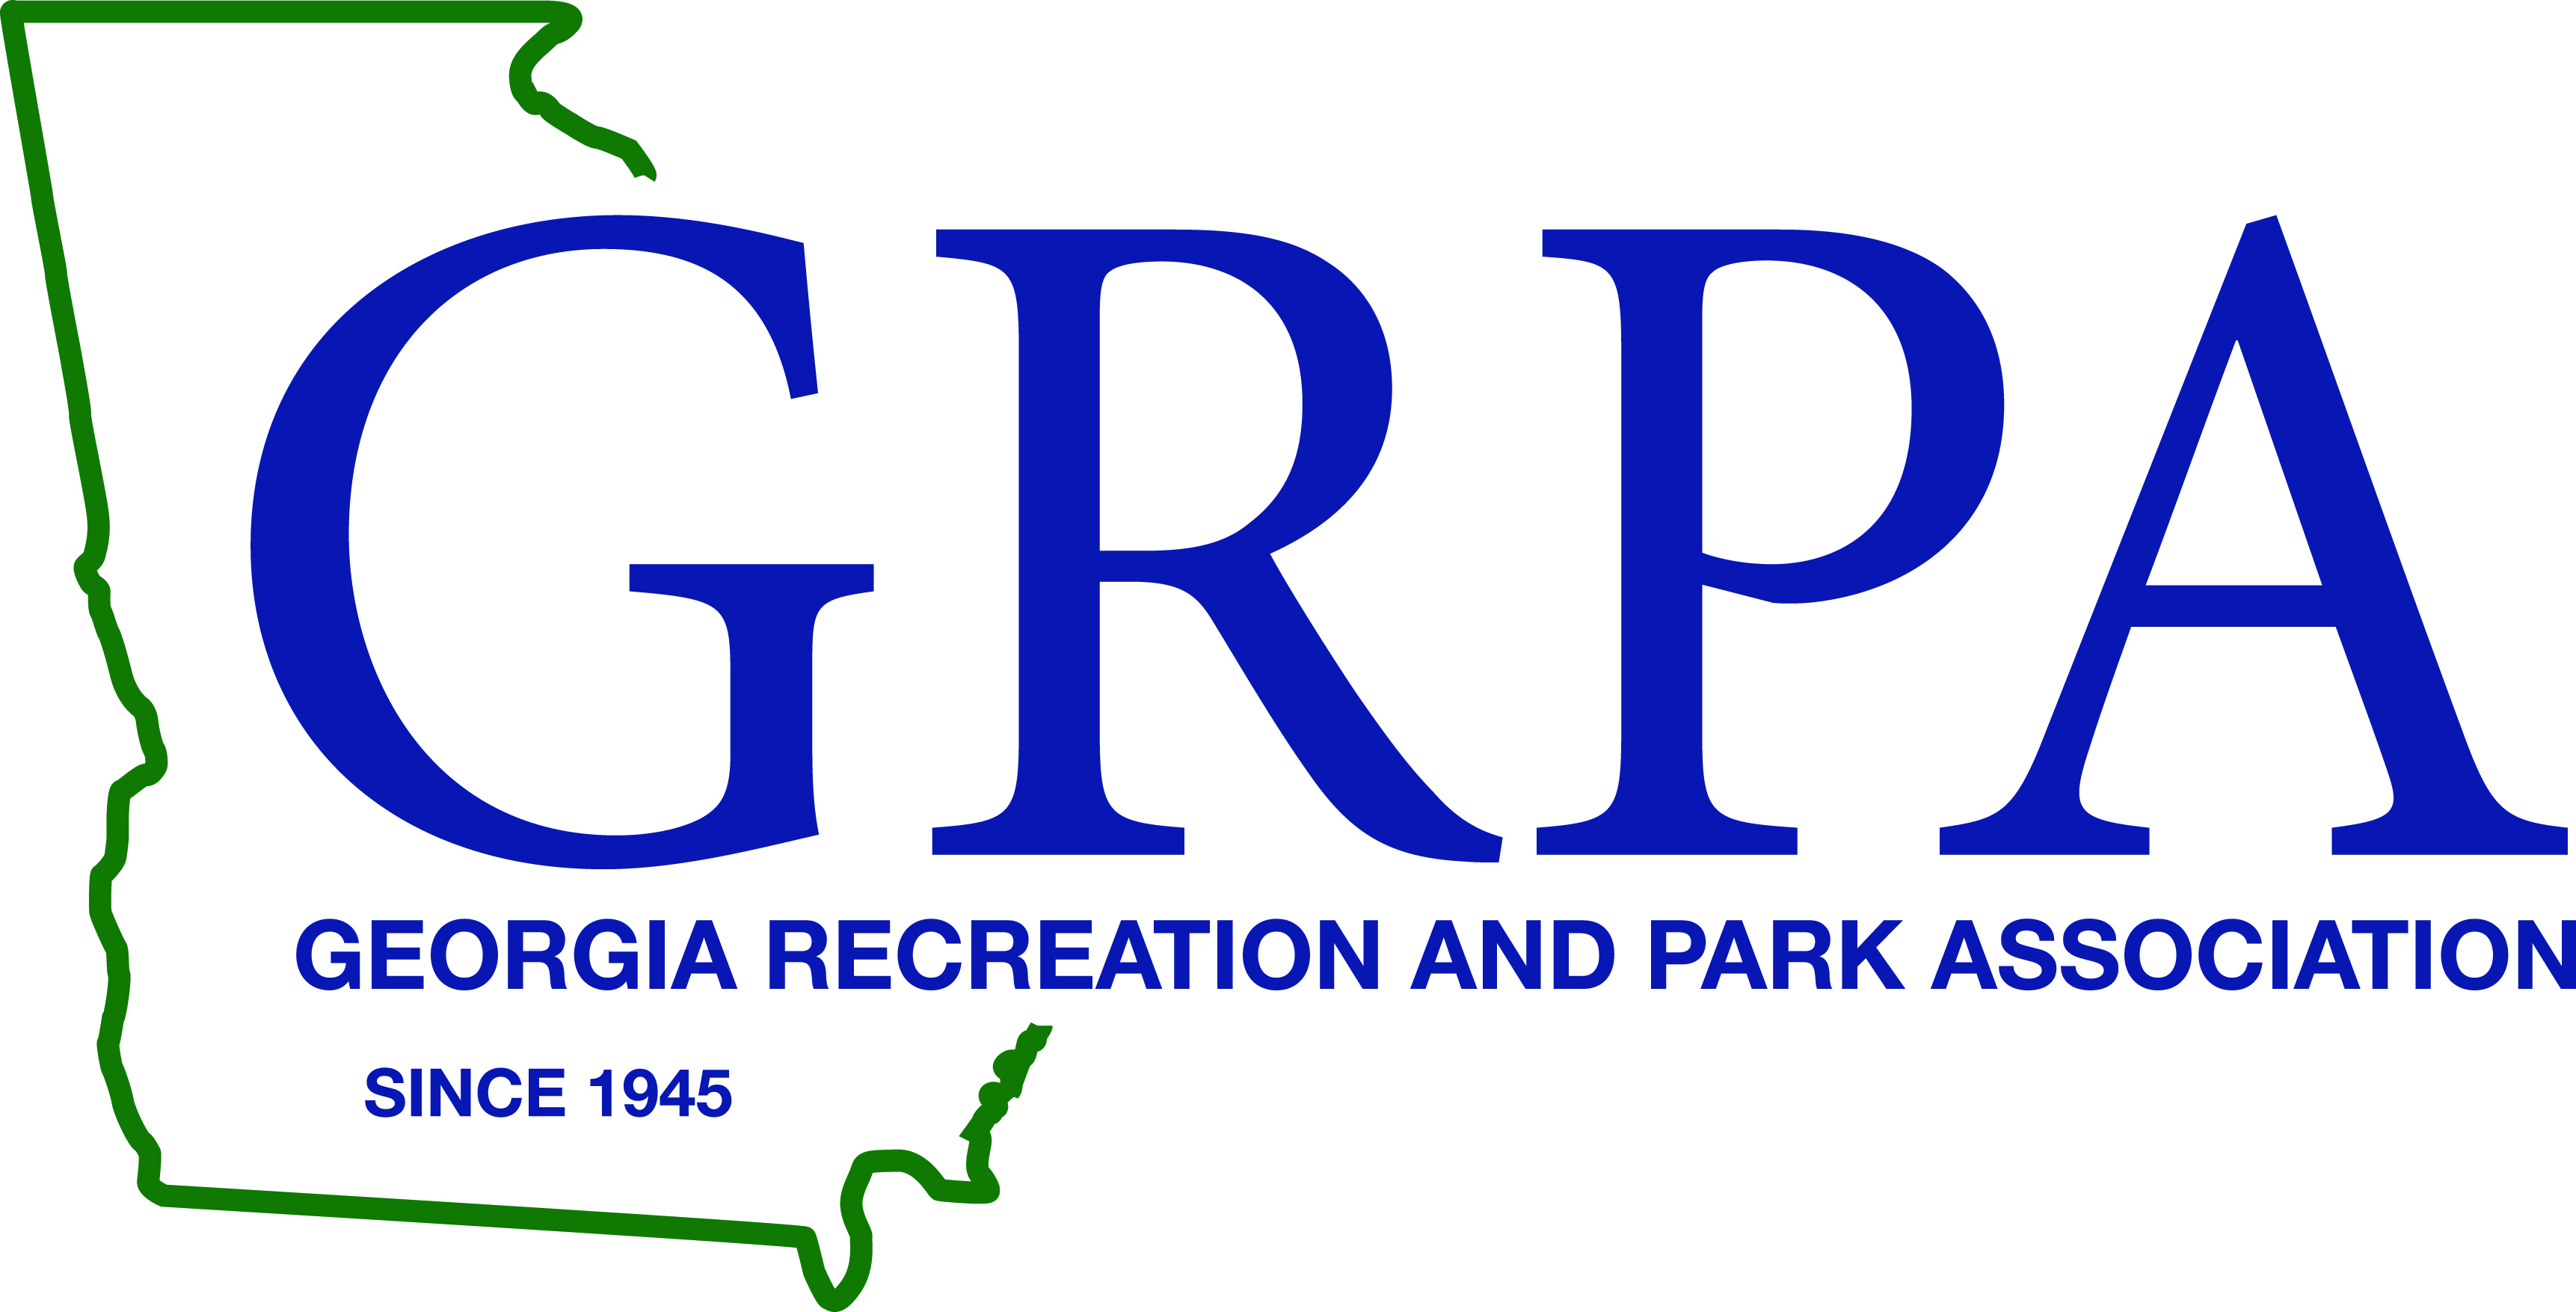 GRPA
GEORGIA RECREATION AND PARK ASSOCIATION
SINCE 1945